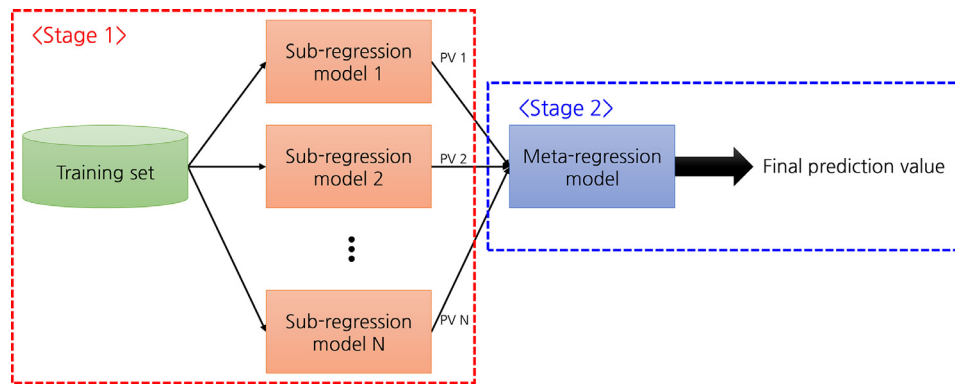 <Stage 1>
Sub-regression
model 1
PV 1
<Stage 2>
Training set
Sub-regression
model 2
PV 2
Meta-regression
model
Final prediction value
Sub-regression
model N
PV N